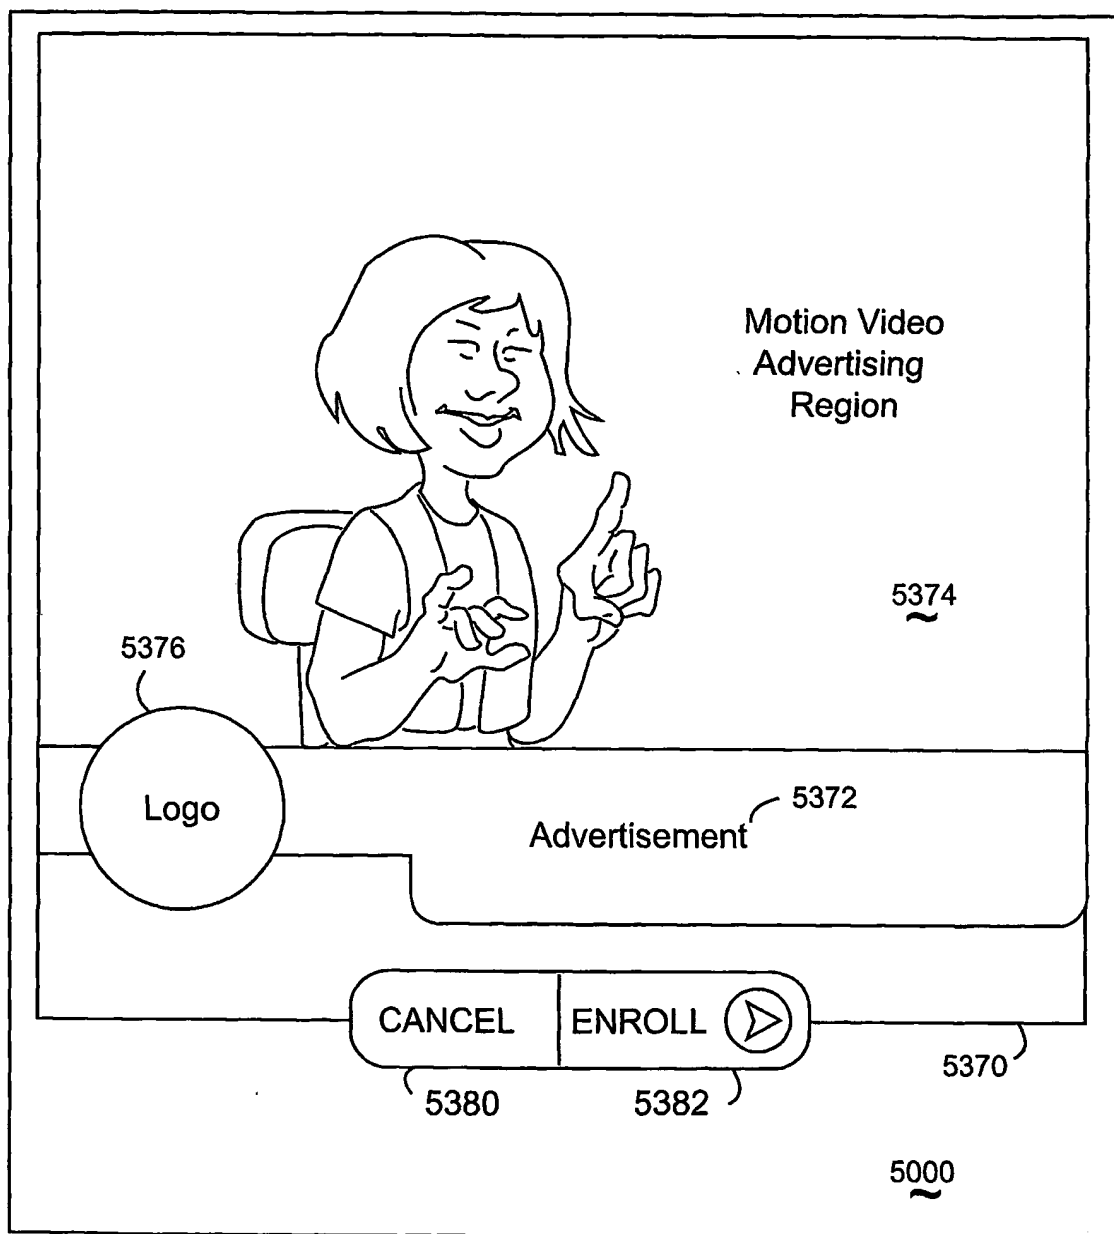 Motion Video
Advertising
Region
5374
5376
Logo
5372
Advertisement
CANCEL
ENROLL
5370
5380
5382
5000